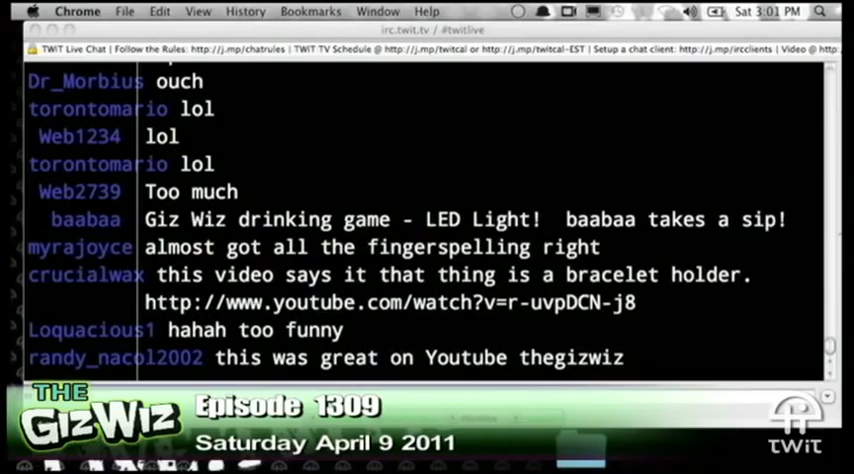 Chrome File Edit View History Bookmarks Window Help Sat 3:01 PM
irc.twit.tv / #twitlive
TWiT Live Chat | Follow the Rules: http://j.mp/chatrules | TWiT TV Schedule @ http://j.mp/twitcal or http://j.mp/twitcal-EST | Setup a chat client: http://j.mp/ircclients | Video @ http:/
Dr_Morbius ouch
torontomario lol
Web1234 lol
torontomario lol
Web2739 Too much
baabaa Giz Wiz drinking game - LED Light! baabaa takes a sip!
myrajoyce almost got all the fingerspelling right
crucialwax this video says it that thing is a bracelet holder.
http://www.youtube.com/watch?v=r-uvpDCN-j8
Loquacious1 hahah too funny
randy_nacol2002 this was great on Youtube thegizwiz
THE
GIZWIZ
Episode 1309
Saturday April 9 2011
TWiT